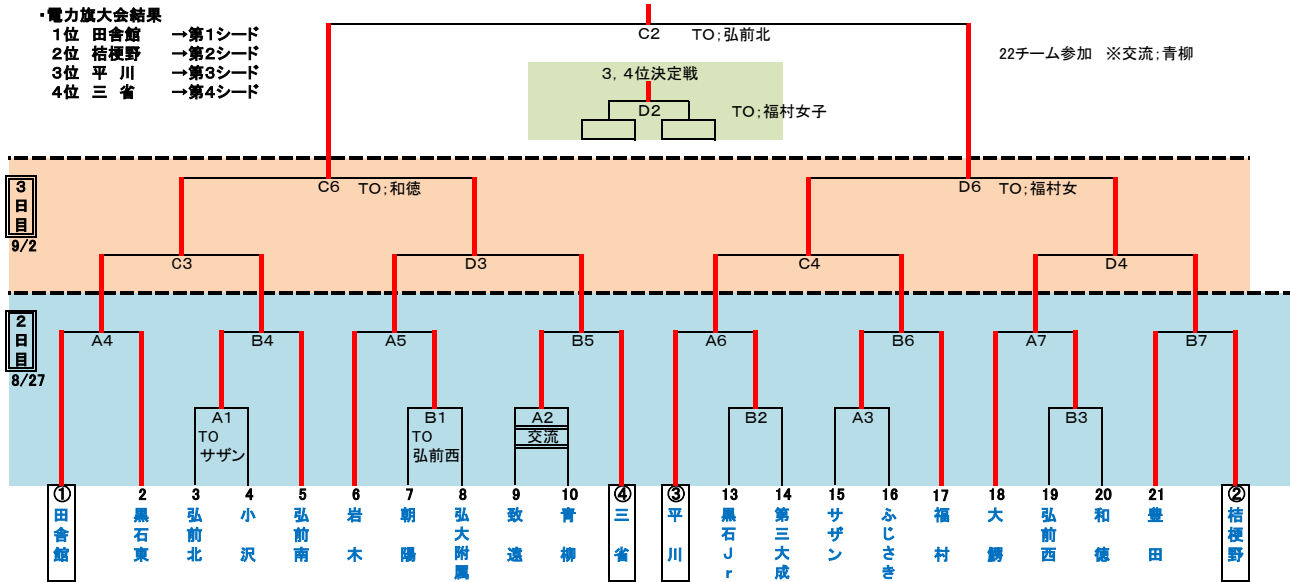 ・電力旗大会結果
1位 田舎館 →第1シード
2位 桔梗野 →第2シード
3位 平 川 →第3シード
4位 三 省 →第4シード
C2 TO;弘前北
22チーム参加 ※交流;青柳
3, 4位決定戦
D2 TO;福村女子
3日目
9/2
C6 TO;和徳
D6 TO;福村女
C3
D3
C4
D4
2日目
8/27
A4
B4
A5
B5
A6
B6
A7
B7
A1
TO
サザン
B1
TO
弘前西
A2
交流
B2
A3
B3
① 2 3 4 5 6 7 8 9 10 ④ ③ 13 14 15 16 17 18 19 20 21 ②
田舎館
黒石東
弘前北
小沢
弘前南
岩木
朝陽
弘大附属
致遠
青柳
三省
平川
黒石Jr
第三大成
サザン
ふじさき
福村
大鰐
弘前西
和徳
豊田
桔梗野